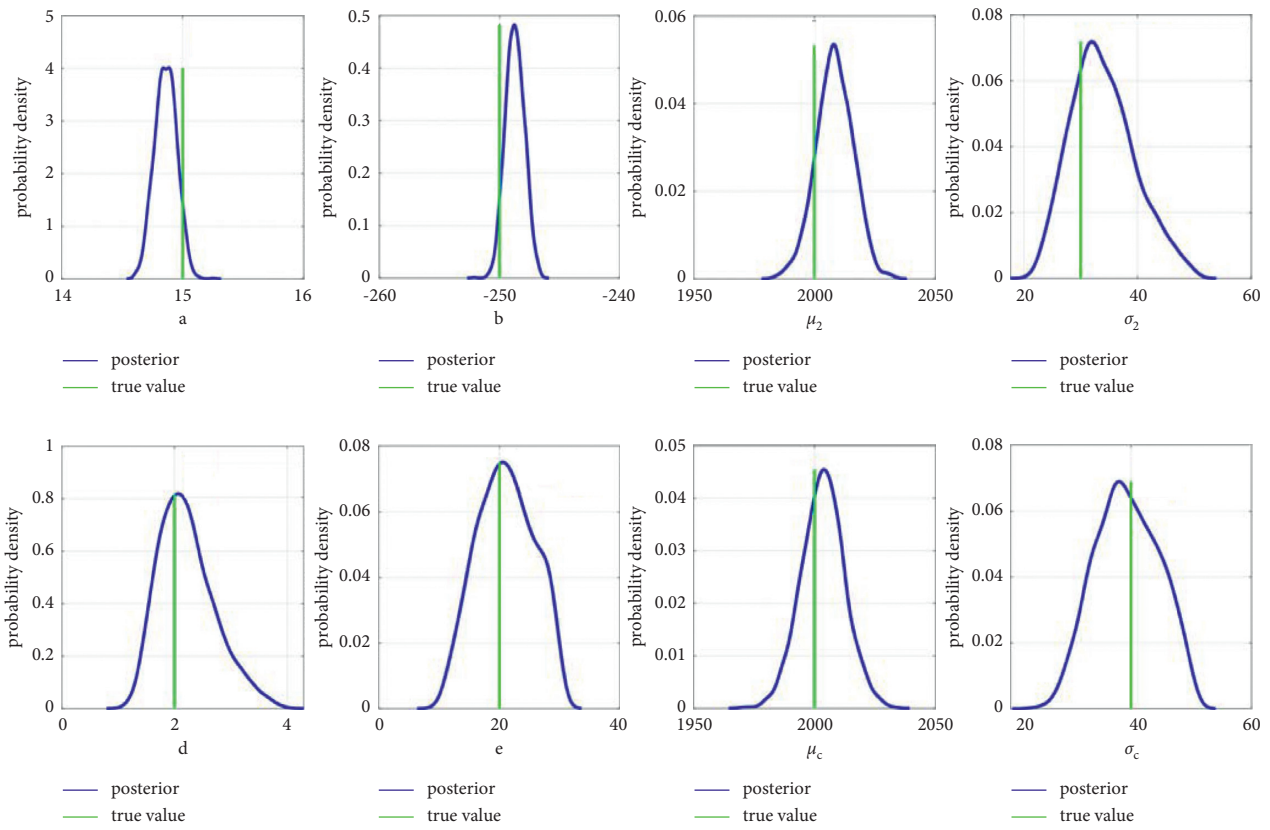 5
4
3
2
1
0
probability density
14
15
16
a
posterior
true value
0.5
0.4
0.3
0.2
0.1
0
probability density
-260
-250
-240
b
posterior
true value
0.06
0.04
0.02
0
probability density
1950
2000
2050
μ2
posterior
true value
0.08
0.06
0.04
0.02
0
probability density
20
40
60
σ2
posterior
true value
1
0.8
0.6
0.4
0.2
0
probability density
0
2
4
d
posterior
true value
0.08
0.06
0.04
0.02
0
probability density
0
20
40
e
posterior
true value
0.05
0.04
0.03
0.02
0.01
0
probability density
1950
2000
2050
μc
posterior
true value
0.08
0.06
0.04
0.02
0
probability density
20
39
60
σc
posterior
true value